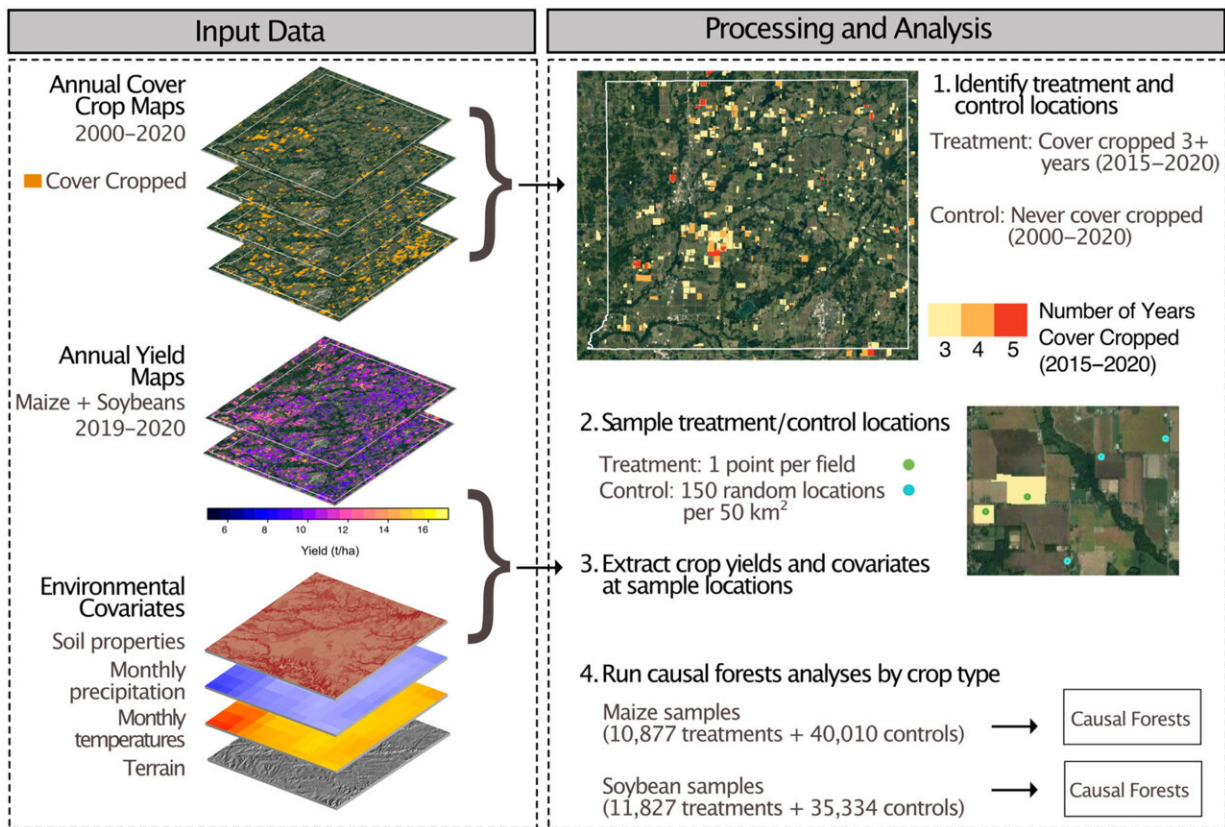 Input Data
Annual Cover
Crop Maps
2000–2020
Cover Cropped
Annual Yield
Maps
Maize + Soybeans
2019–2020
6 8 10 12 14 16
Yield (t/ha)
Environmental
Covariates
Soil properties
Monthly
precipitation
Monthly
temperatures
Terrain
Processing and Analysis
1. Identify treatment and
control locations
Treatment: Cover cropped 3+
years (2015–2020)
Control: Never cover cropped
(2000–2020)
Number of Years
Cover Cropped
(2015–2020)
3 4 5
2. Sample treatment/control locations
Treatment: 1 point per field
Control: 150 random locations
per 50 km²
3. Extract crop yields and covariates
at sample locations
4. Run causal forests analyses by crop type
Maize samples
(10,877 treatments + 40,010 controls)
Causal Forests
Soybean samples
(11,827 treatments + 35,334 controls)
Causal Forests